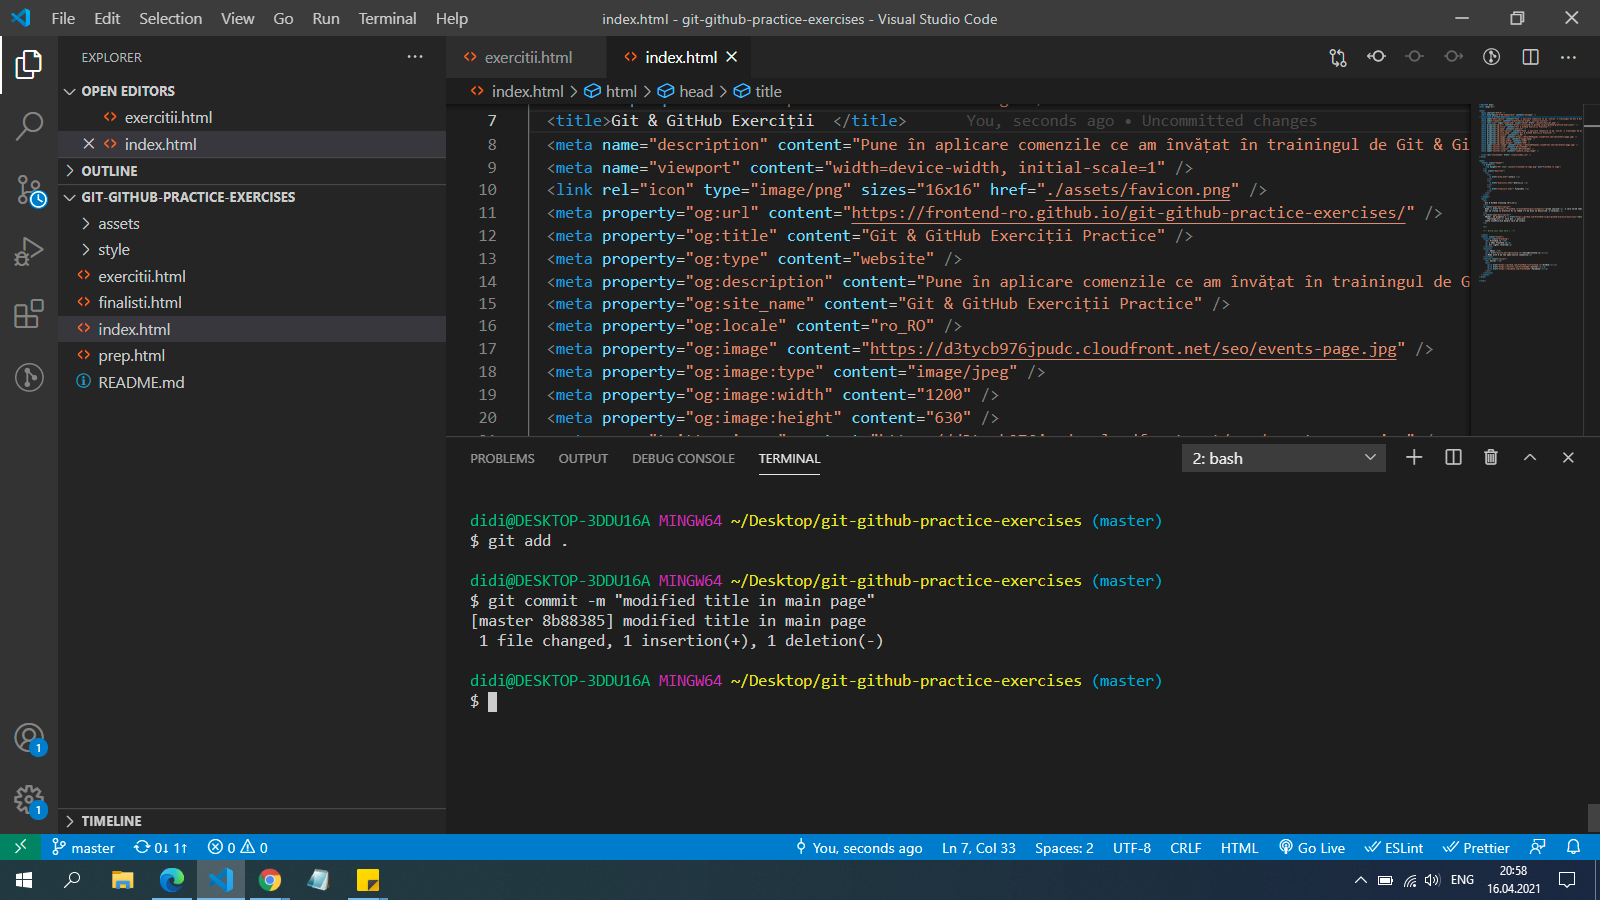 File Edit Selection View Go Run Terminal Help
index.html - git-github-practice-exercises - Visual Studio Code
EXPLORER
OPEN EDITORS
exercitii.html
index.html
OUTLINE
GIT-GITHUB-PRACTICE-EXERCISES
assets
style
exercitii.html
finalisti.html
index.html
prep.html
README.md
TIMELINE
1
1
exercitii.html index.html
index.html > html > head > title
7 <title>Git & GitHub Exerciții  </title> You, seconds ago • Uncommitted changes
8 <meta name="description" content="Pune în aplicare comenzile ce am învățat în trainingul de Git & Gi
9 <meta name="viewport" content="width=device-width, initial-scale=1" />
10 <link rel="icon" type="image/png" sizes="16x16" href="./assets/favicon.png" />
11 <meta property="og:url" content="https://frontend-ro.github.io/git-github-practice-exercises/" />
12 <meta property="og:title" content="Git & GitHub Exerciții Practice" />
13 <meta property="og:type" content="website" />
14 <meta property="og:description" content="Pune în aplicare comenzile ce am învățat în trainingul de G
15 <meta property="og:site_name" content="Git & GitHub Exerciții Practice" />
16 <meta property="og:locale" content="ro_RO" />
17 <meta property="og:image" content="https://d3tycb976jpudc.cloudfront.net/seo/events-page.jpg" />
18 <meta property="og:image:type" content="image/jpeg" />
19 <meta property="og:image:width" content="1200" />
20 <meta property="og:image:height" content="630" />
PROBLEMS OUTPUT DEBUG CONSOLE TERMINAL 2: bash
didi@DESKTOP-3DDU16A MINGW64 ~/Desktop/git-github-practice-exercises (master)
$ git add .
didi@DESKTOP-3DDU16A MINGW64 ~/Desktop/git-github-practice-exercises (master)
$ git commit -m "modified title in main page"
[master 8b88385] modified title in main page
1 file changed, 1 insertion(+), 1 deletion(-)
didi@DESKTOP-3DDU16A MINGW64 ~/Desktop/git-github-practice-exercises (master)
$
master 0↓ 1↑ 0 0 You, seconds ago Ln 7, Col 33 Spaces: 2 UTF-8 CRLF HTML Go Live ESLint Prettier
ENG
20:58
16.04.2021